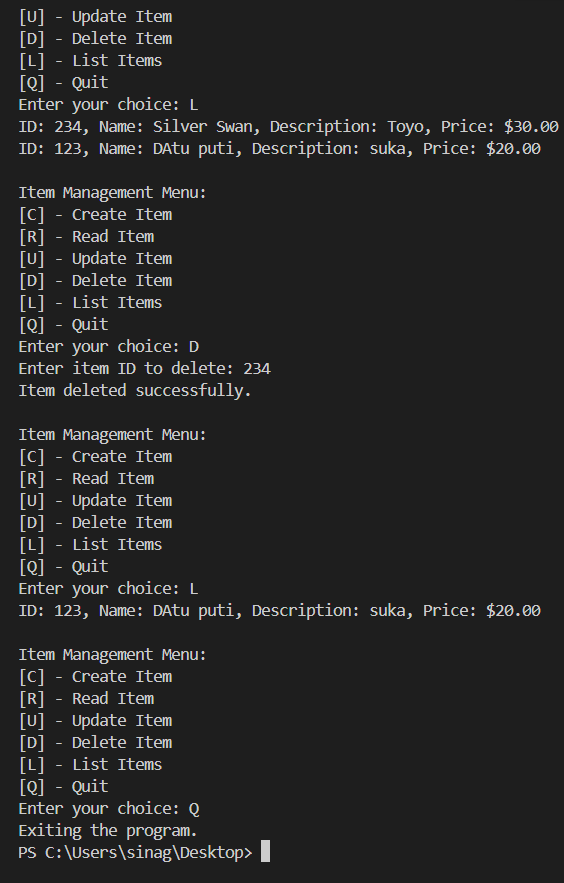 [U] - Update Item
[D] - Delete Item
[L] - List Items
[Q] - Quit
Enter your choice: L
ID: 234, Name: Silver Swan, Description: Toyo, Price: $30.00
ID: 123, Name: DAtu puti, Description: suka, Price: $20.00
Item Management Menu:
[C] - Create Item
[R] - Read Item
[U] - Update Item
[D] - Delete Item
[L] - List Items
[Q] - Quit
Enter your choice: D
Enter item ID to delete: 234
Item deleted successfully.
Item Management Menu:
[C] - Create Item
[R] - Read Item
[U] - Update Item
[D] - Delete Item
[L] - List Items
[Q] - Quit
Enter your choice: L
ID: 123, Name: DAtu puti, Description: suka, Price: $20.00
Item Management Menu:
[C] - Create Item
[R] - Read Item
[U] - Update Item
[D] - Delete Item
[L] - List Items
[Q] - Quit
Enter your choice: Q
Exiting the program.
PS C:\Users\sinag\Desktop>